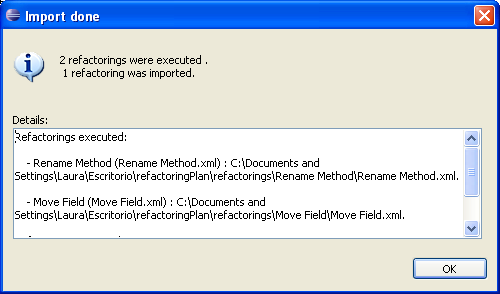 Import done
2 refactorings were executed .
1 refactoring was imported.
Details:
Refactorings executed:
- Rename Method (Rename Method.xml) : C:\Documents and
Settings\Laura\Escritorio\refactoringPlan\refactorings\Rename Method\Rename Method.xml.
- Move Field (Move Field.xml) : C:\Documents and
Settings\Laura\Escritorio\refactoringPlan\refactorings\Move Field\Move Field.xml.
OK